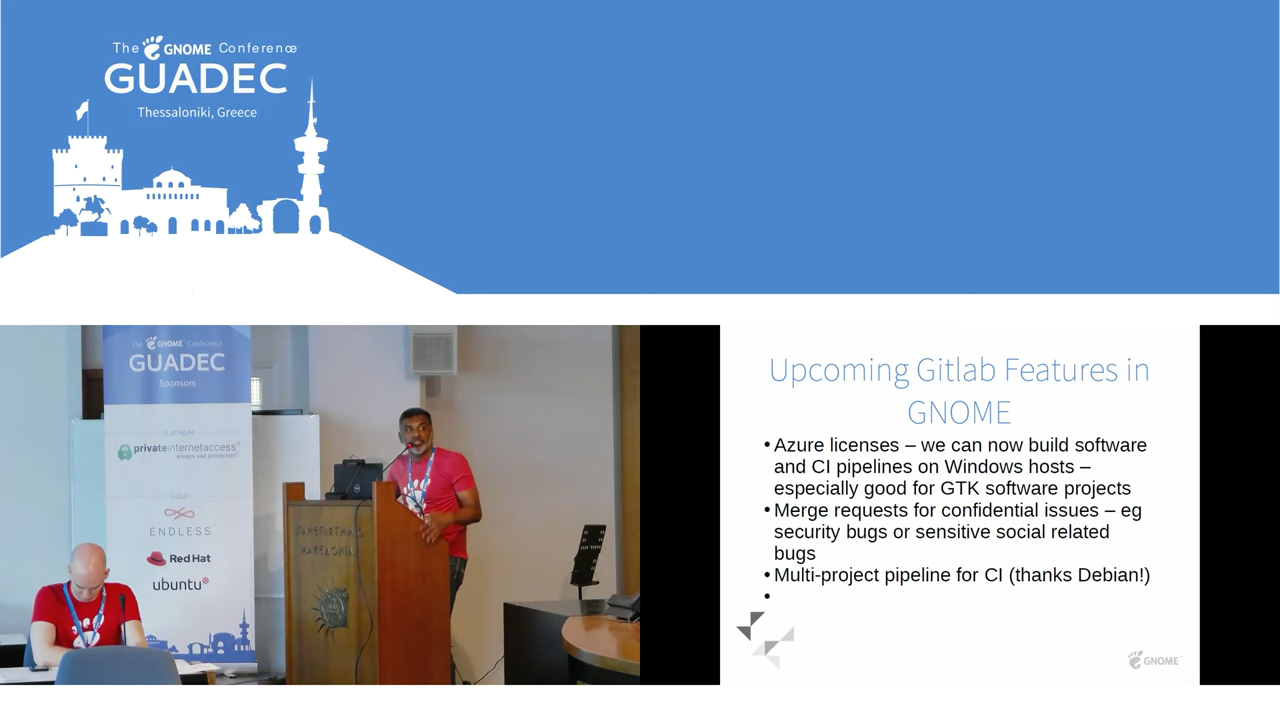 The GNOME Conference
GUADEC
Thessaloniki, Greece
The GNOME Conference
GUADEC
Sponsors
PLATINUM
privateinternetaccess®
always use protection
GOLD
ENDLESS
Red Hat
ubuntu®
DELL
Upcoming Gitlab Features in
GNOME
• Azure licenses – we can now build software
and CI pipelines on Windows hosts –
especially good for GTK software projects
• Merge requests for confidential issues – eg
security bugs or sensitive social related
bugs
• Multi-project pipeline for CI (thanks Debian!)
•
GNOME™